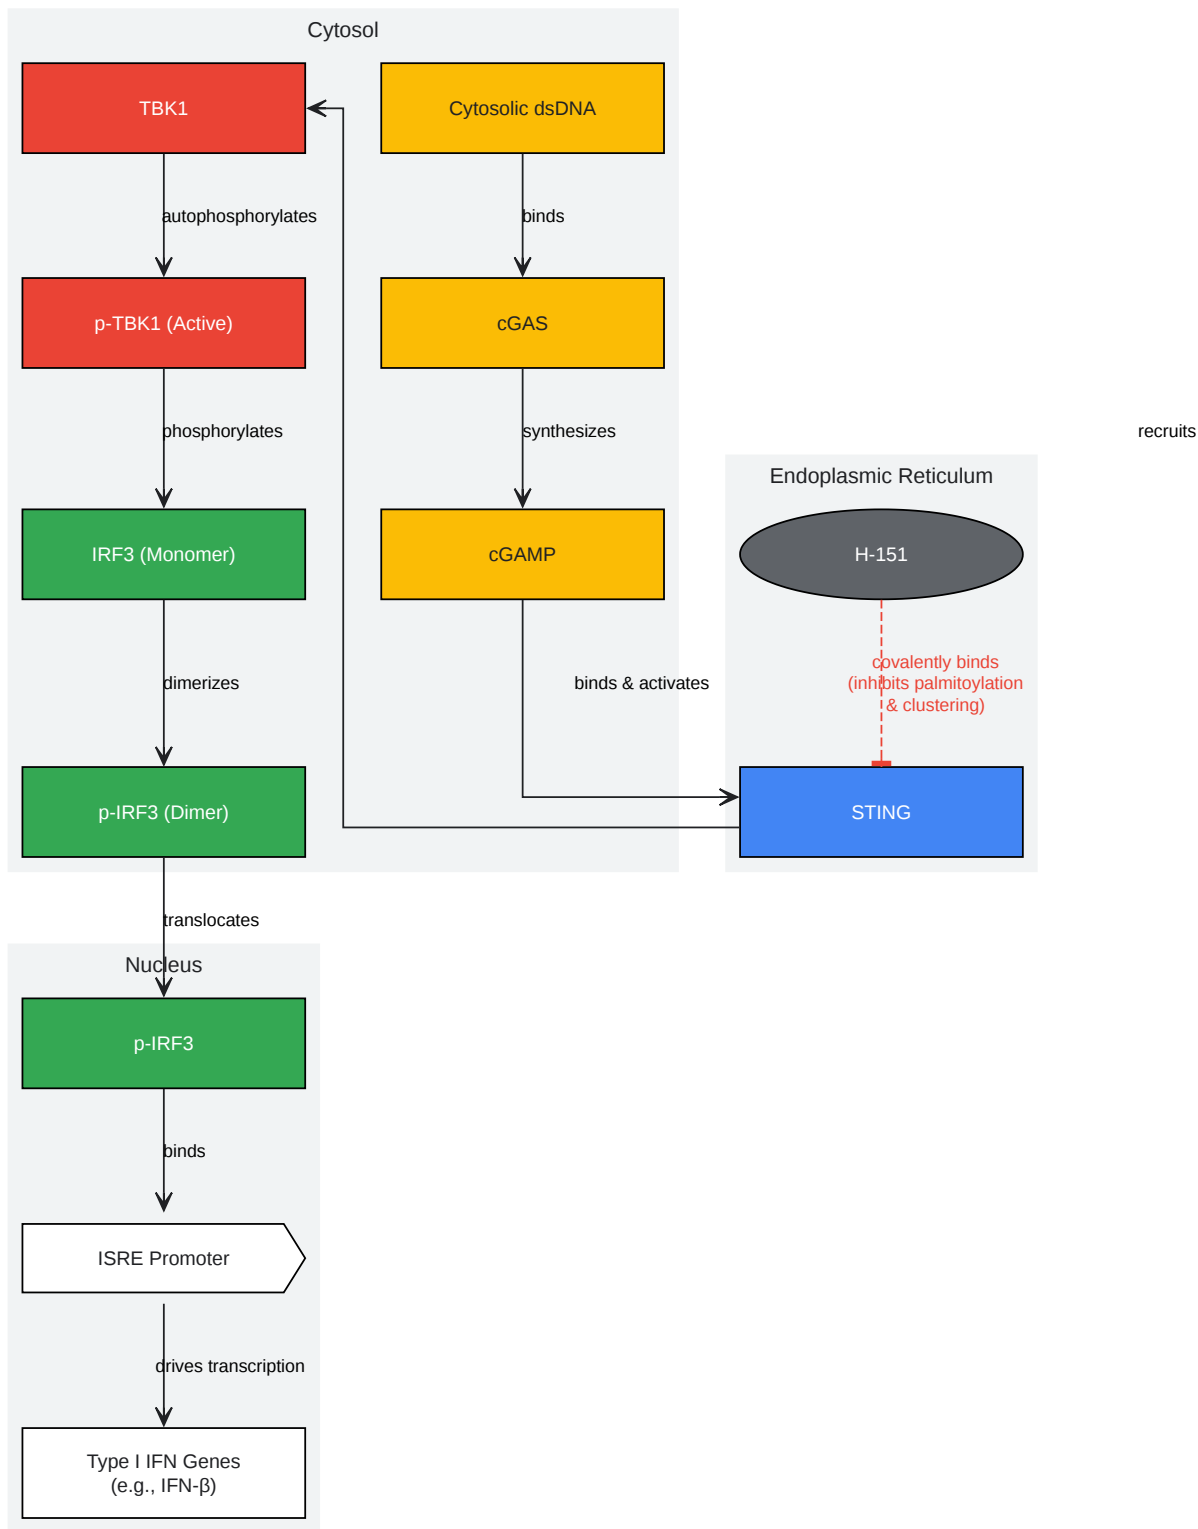 Cytosol
TBK1
Cytosolic dsDNA
autophosphorylates
binds
p-TBK1 (Active)
cGAS
phosphorylates
synthesizes
recruits
Endoplasmic Reticulum
IRF3 (Monomer)
cGAMP
H-151
dimerizes
binds & activates
covalently binds
(inhibits palmitoylation
& clustering)
p-IRF3 (Dimer)
STING
translocates
Nucleus
p-IRF3
binds
ISRE Promoter
drives transcription
Type I IFN Genes
(e.g., IFN-β)